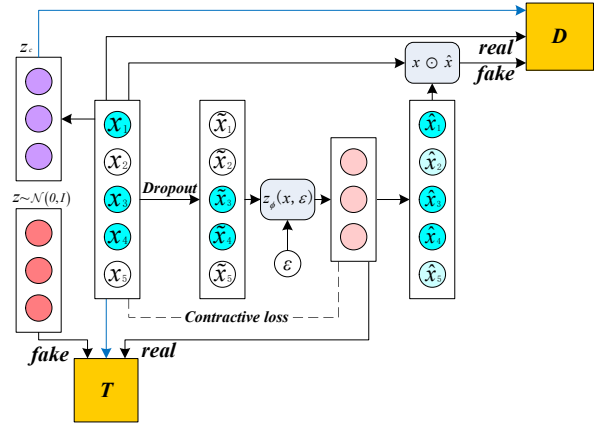 z_c
D
real
fake
x ⊙ x̂
x_1
x_2
x_3
x_4
x_5
Dropout
x̃_1
x̃_2
x̃_3
x̃_4
x̃_5
z_ϕ(x, ε)
ε
x̂_1
x̂_2
x̂_3
x̂_4
x̂_5
z~𝒩(0,I)
Contractive loss
fake
real
T